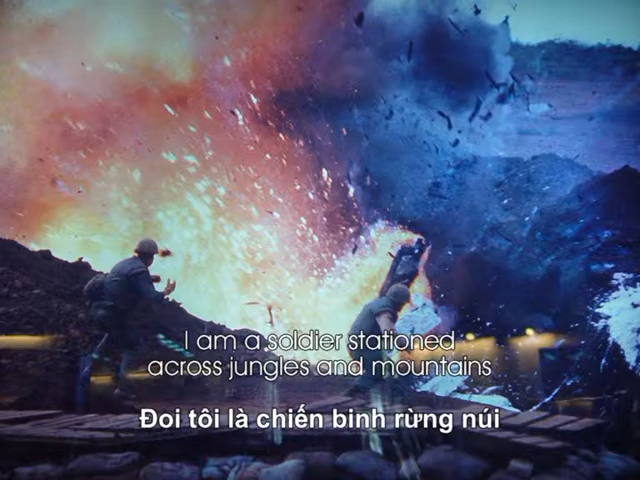 I am a soldier stationed
across jungles and mountains
Đoi tôi là chiến binh rừng núi